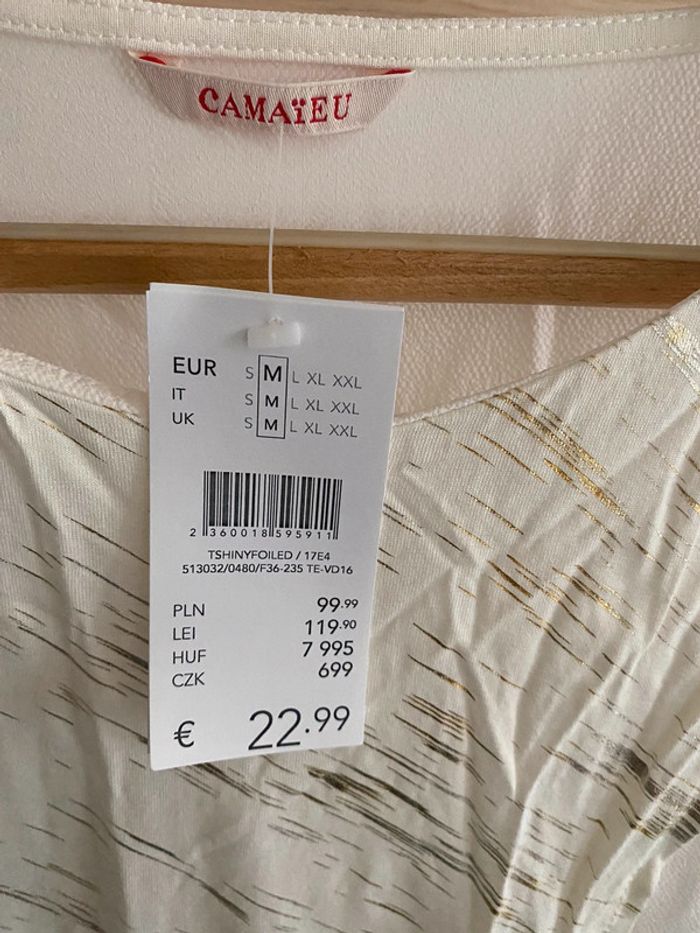 CAMAïEU
EUR S M L XL XXL
IT S M L XL XXL
UK S M L XL XXL
2 360018 595911
TSHINYFOILED / 17E4
513032/0480/F36-235 TE-VD16
PLN 99.99
LEI 119.90
HUF 7 995
CZK 699
€ 22.99